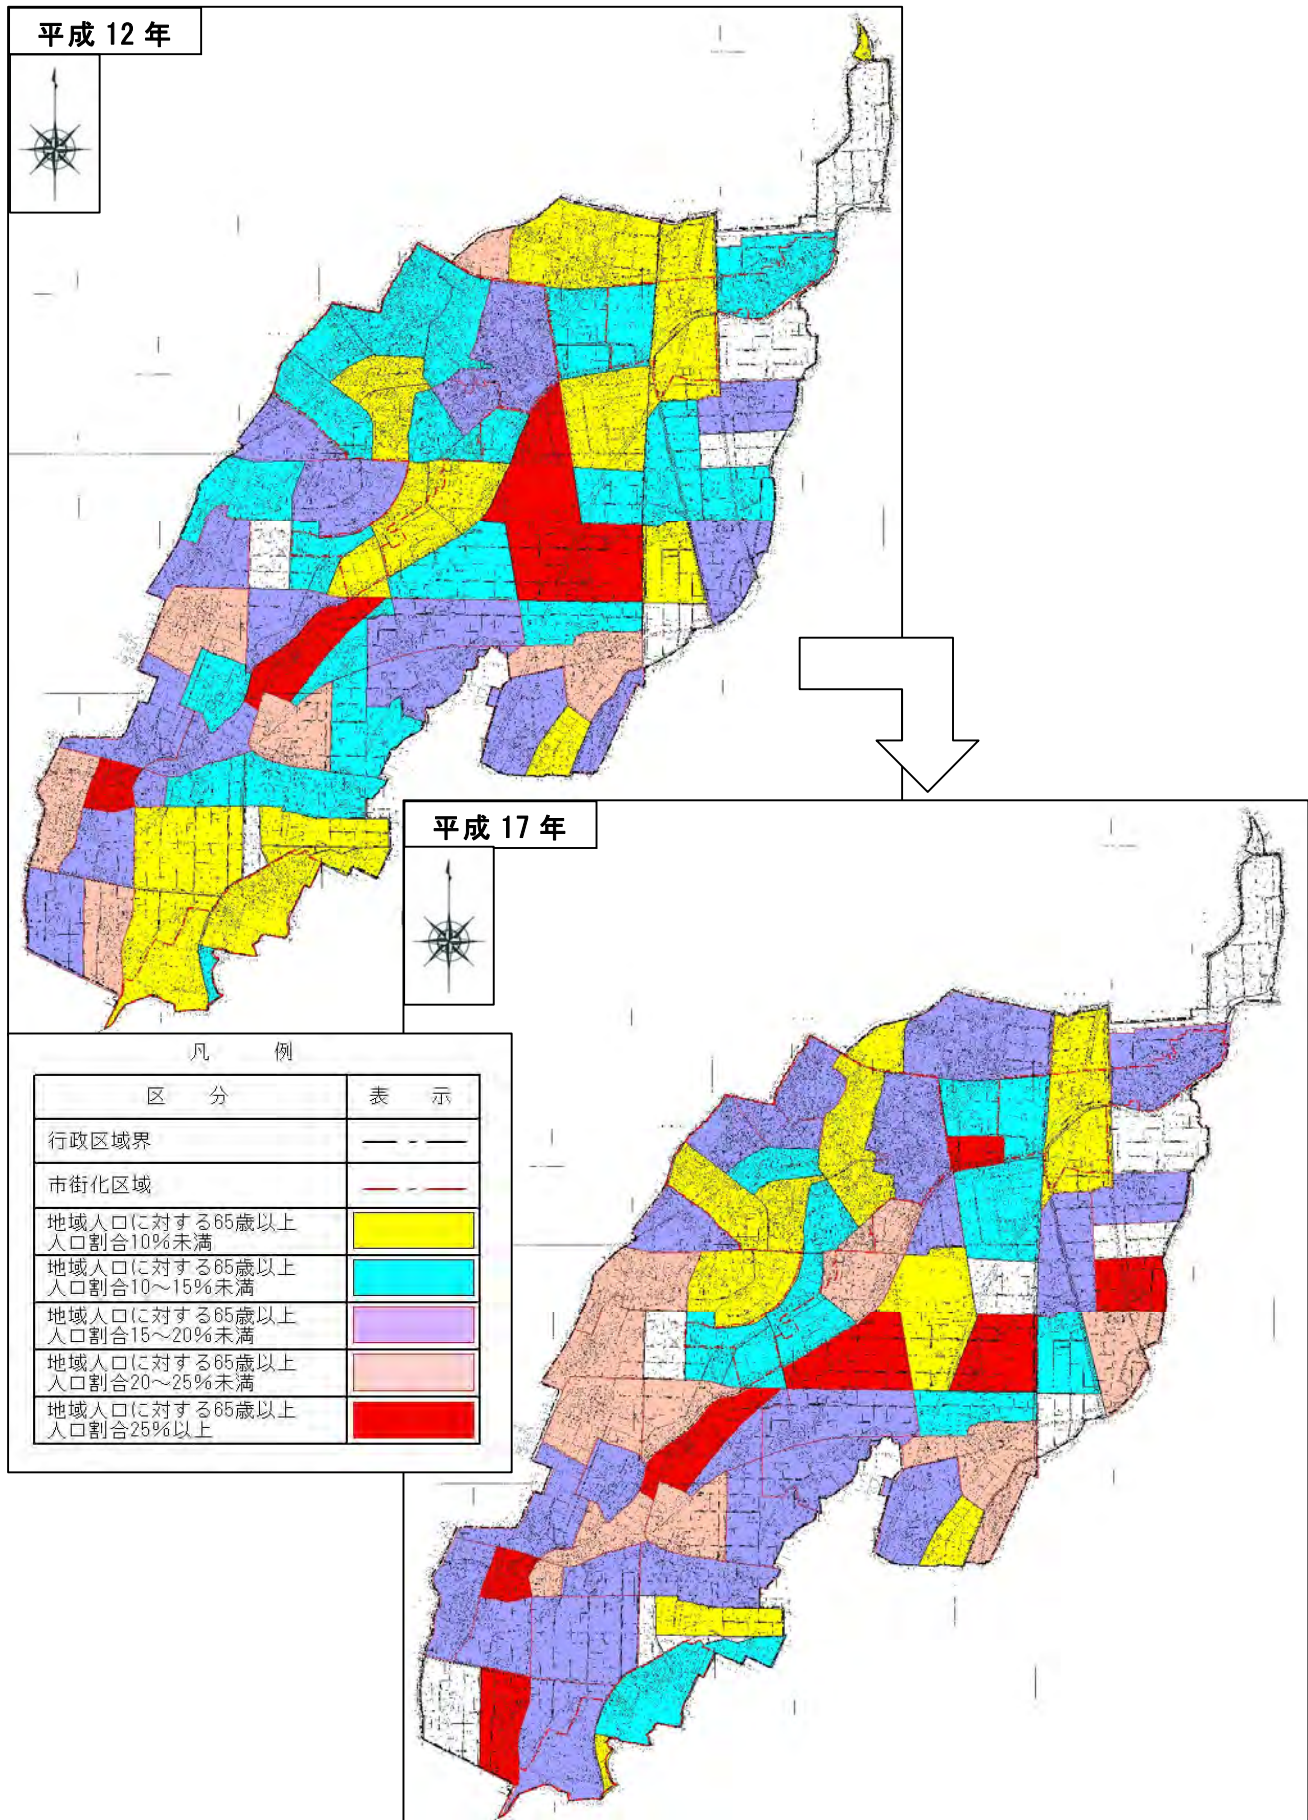 平成 12 年
平成 17 年
凡 例
区 分 表 示
行政区域界
市街化区域
地域人口に対する65歳以上
人口割合10%未満
地域人口に対する65歳以上
人口割合10～15%未満
地域人口に対する65歳以上
人口割合15～20%未満
地域人口に対する65歳以上
人口割合20～25%未満
地域人口に対する65歳以上
人口割合25%以上